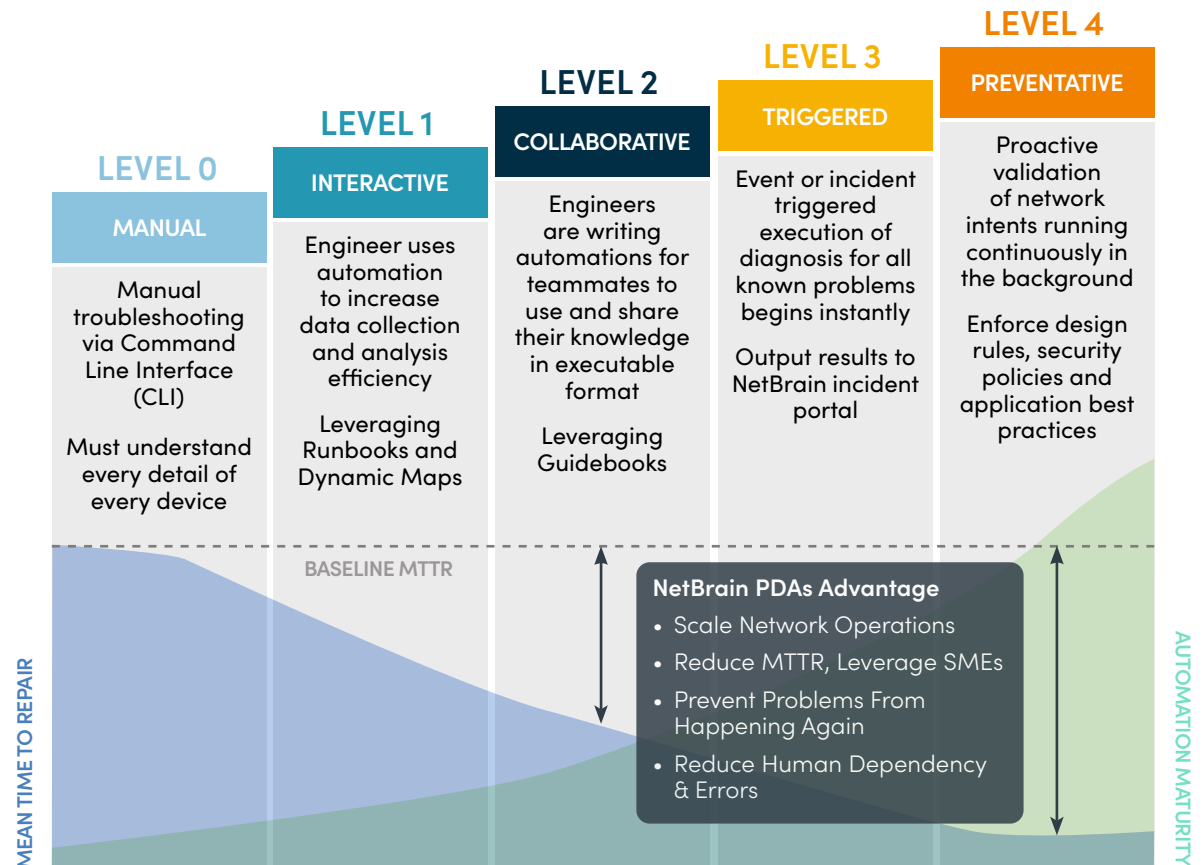 LEVEL 0
MANUAL
Manual
troubleshooting
via Command
Line Interface
(CLI)
Must understand
every detail of
every device
LEVEL 1
INTERACTIVE
Engineer uses
automation
to increase
data collection
and analysis
efficiency
Leveraging
Runbooks and
Dynamic Maps
LEVEL 2
COLLABORATIVE
Engineers
are writing
automations for
teammates to
use and share
their knowledge
in executable
format
Leveraging
Guidebooks
LEVEL 3
TRIGGERED
Event or incident
triggered
execution of
diagnosis for all
known problems
begins instantly
Output results to
NetBrain incident
portal
LEVEL 4
PREVENTATIVE
Proactive
validation
of network
intents running
continuously in
the background
Enforce design
rules, security
policies and
application best
practices
BASELINE MTTR
NetBrain PDAs Advantage
• Scale Network Operations
• Reduce MTTR, Leverage SMEs
• Prevent Problems From
Happening Again
• Reduce Human Dependency
& Errors
MEAN TIME TO REPAIR
AUTOMATION MATURITY